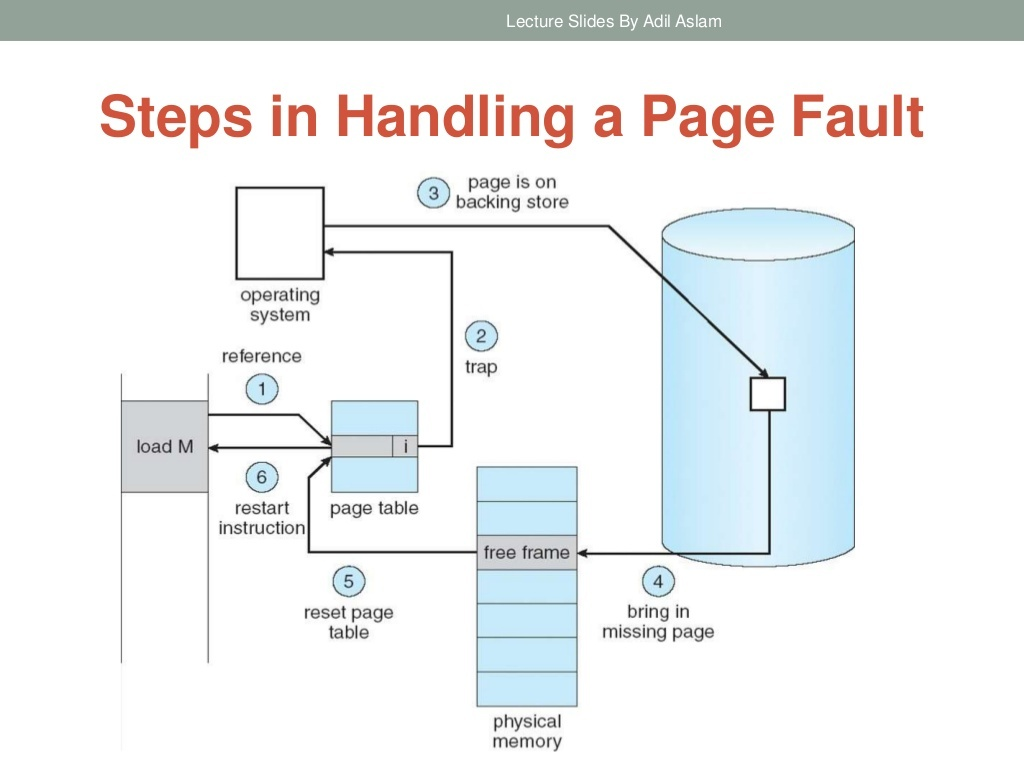 Lecture Slides By Adil Aslam
Steps in Handling a Page Fault
3
page is on
backing store
operating
system
2
trap
reference
1
load M
i
6
restart
instruction
page table
free frame
5
reset page
table
4
bring in
missing page
physical
memory